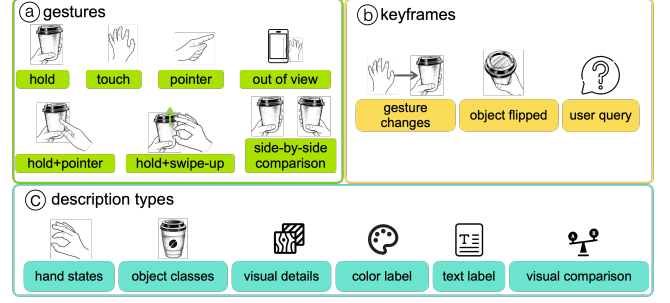 a gestures
hold
touch
pointer
out of view
hold+pointer
hold+swipe-up
side-by-side
comparison
b keyframes
gesture
changes
object flipped
user query
c description types
hand states
object classes
visual details
color label
text label
visual comparison